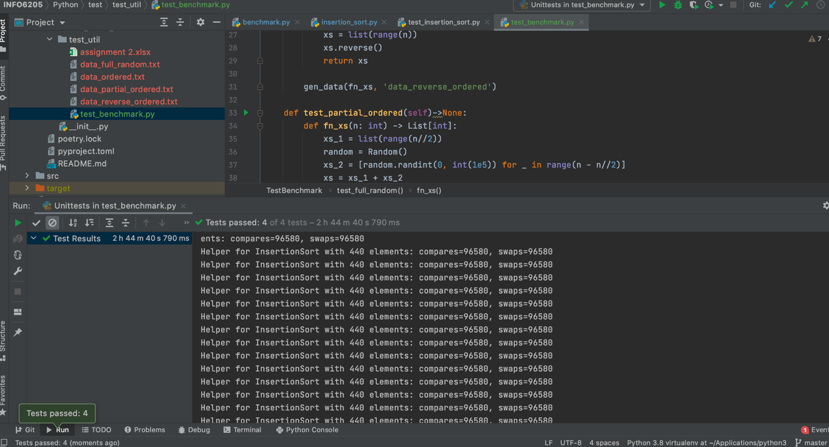 INFO6205 Python test test_util test_benchmark.py Unittests in test_benchmark.py Git:
Project
benchmark.py insertion_sort.py test_insertion_sort.py test_benchmark.py
test_util
assignment 2.xlsx
data_full_random.txt
data_ordered.txt
data_partial_ordered.txt
data_reverse_ordered.txt
test_benchmark.py
__init__.py
poetry.lock
pyproject.toml
README.md
src
target
Project
Commit
Pull Requests
Structure
Favorites
7
27 xs = list(range(n))
28 xs.reverse()
29 return xs
30
31 gen_data(fn_xs, 'data_reverse_ordered')
32
33 def test_partial_ordered(self)->None:
34 def fn_xs(n: int) -> List[int]:
35 xs_1 = list(range(n//2))
36 random = Random()
37 xs_2 = [random.randint(0, int(1e5)) for _ in range(n - n//2)]
38 xs = xs_1 + xs_2
TestBenchmark test_full_random() fn_xs()
Run: Unittests in test_benchmark.py
Tests passed: 4 of 4 tests – 2 h 44 m 40 s 790 ms
Test Results 2 h 44 m 40 s 790 ms
ents: compares=96580, swaps=96580
Helper for InsertionSort with 440 elements: compares=96580, swaps=96580
Helper for InsertionSort with 440 elements: compares=96580, swaps=96580
Helper for InsertionSort with 440 elements: compares=96580, swaps=96580
Helper for InsertionSort with 440 elements: compares=96580, swaps=96580
Helper for InsertionSort with 440 elements: compares=96580, swaps=96580
Helper for InsertionSort with 440 elements: compares=96580, swaps=96580
Helper for InsertionSort with 440 elements: compares=96580, swaps=96580
Helper for InsertionSort with 440 elements: compares=96580, swaps=96580
Helper for InsertionSort with 440 elements: compares=96580, swaps=96580
Helper for InsertionSort with 440 elements: compares=96580, swaps=96580
Helper for InsertionSort with 440 elements: compares=96580, swaps=96580
Helper for InsertionSort with 440 elements: compares=96580, swaps=96580
Helper for InsertionSort with 440 elements: compares=96580, swaps=96580
Helper for InsertionSort with 440 elements: compares=96580, swaps=96580
Tests passed: 4
Git Run TODO Problems Debug Terminal Python Console 1 Event
Tests passed: 4 (moments ago) LF UTF-8 4 spaces Python 3.8 virtualenv at ~/Applications/python3 master